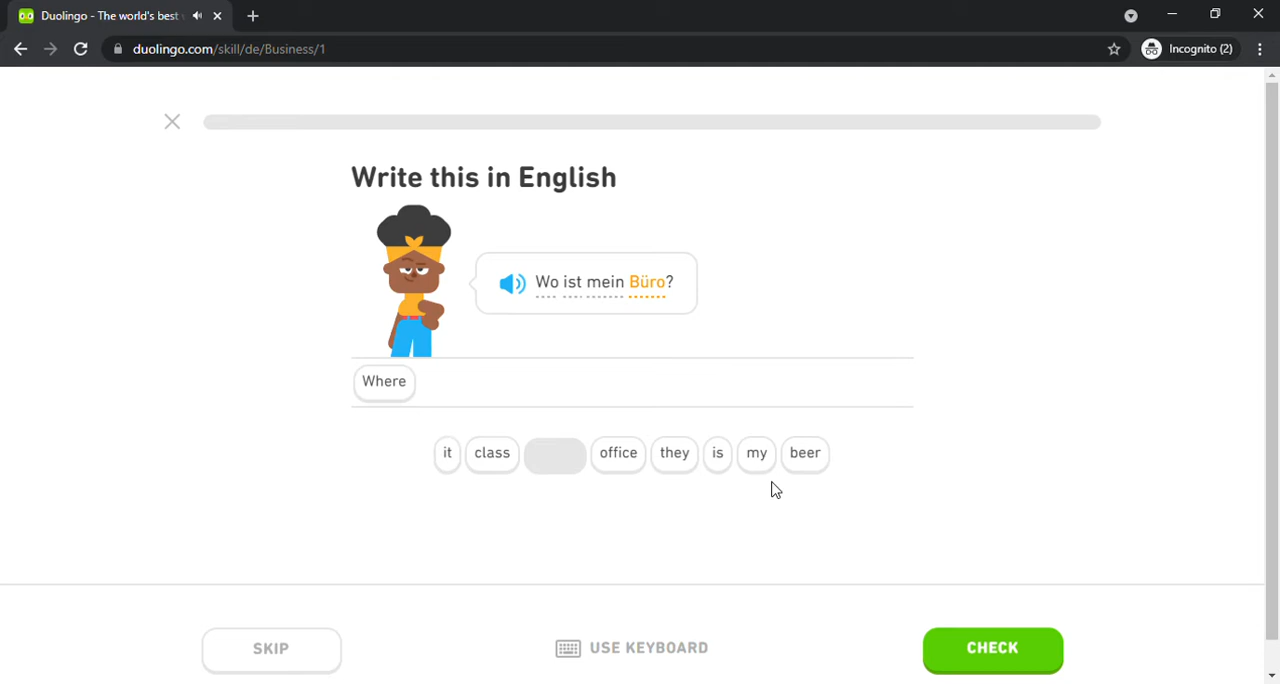 Duolingo - The world's best
duolingo.com/skill/de/Business/1
Incognito (2)
Write this in English
Wo ist mein Büro?
Where
it class office they is my beer
SKIP USE KEYBOARD CHECK